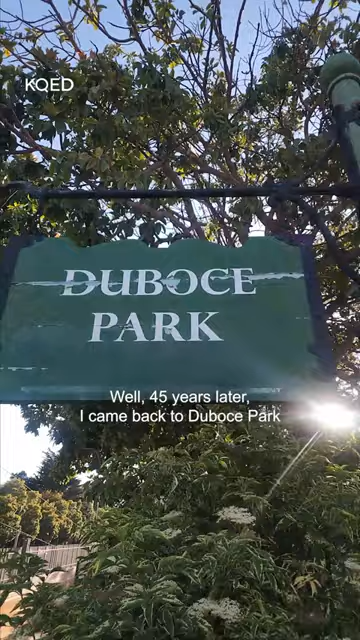 KQED
DUBOCE
PARK
Well, 45 years later,
I came back to Duboce Park